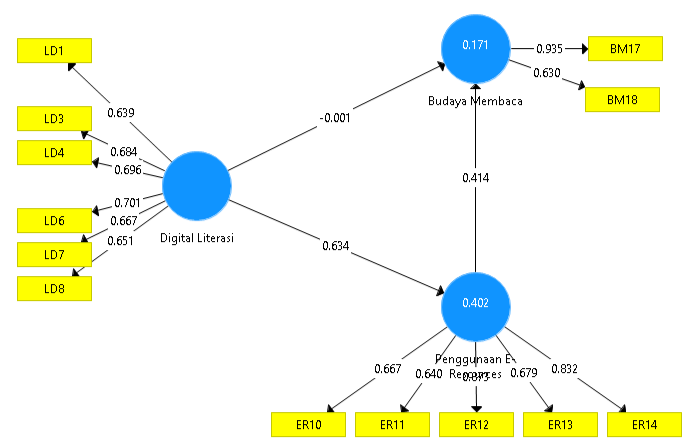 LD1
LD3
LD4
LD6
LD7
LD8
0.639
0.684
0.696
0.701
0.667
0.651
Digital Literasi
-0.001
0.634
0.171
Budaya Membaca
0.935
0.630
BM17
BM18
0.414
0.402
Penggunaan E-
Resources
0.667
0.640
0.679
0.832
ER10
ER11
ER12
ER13
ER14